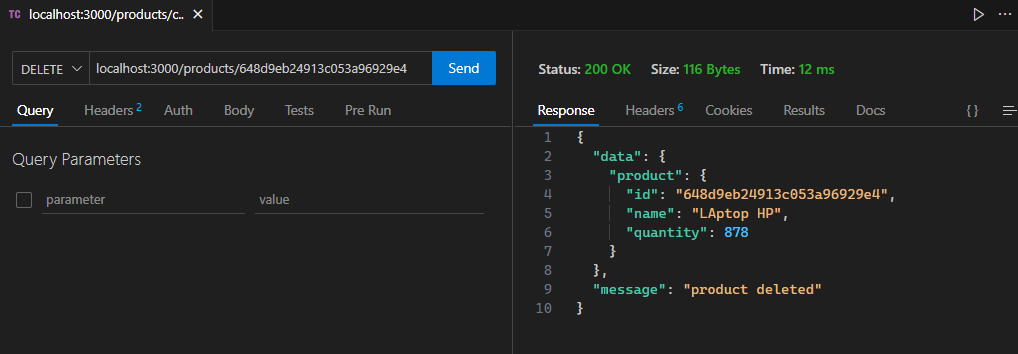 TC localhost:3000/products/c.. ✕
DELETE localhost:3000/products/648d9eb24913c053a96929e4 Send
Query Headers 2 Auth Body Tests Pre Run
Query Parameters
parameter value
Status: 200 OK Size: 116 Bytes Time: 12 ms
Response Headers 6 Cookies Results Docs { }
1 {
2 "data": {
3 "product": {
4 "id": "648d9eb24913c053a96929e4",
5 "name": "LAptop HP",
6 "quantity": 878
7 }
8 },
9 "message": "product deleted"
10 }